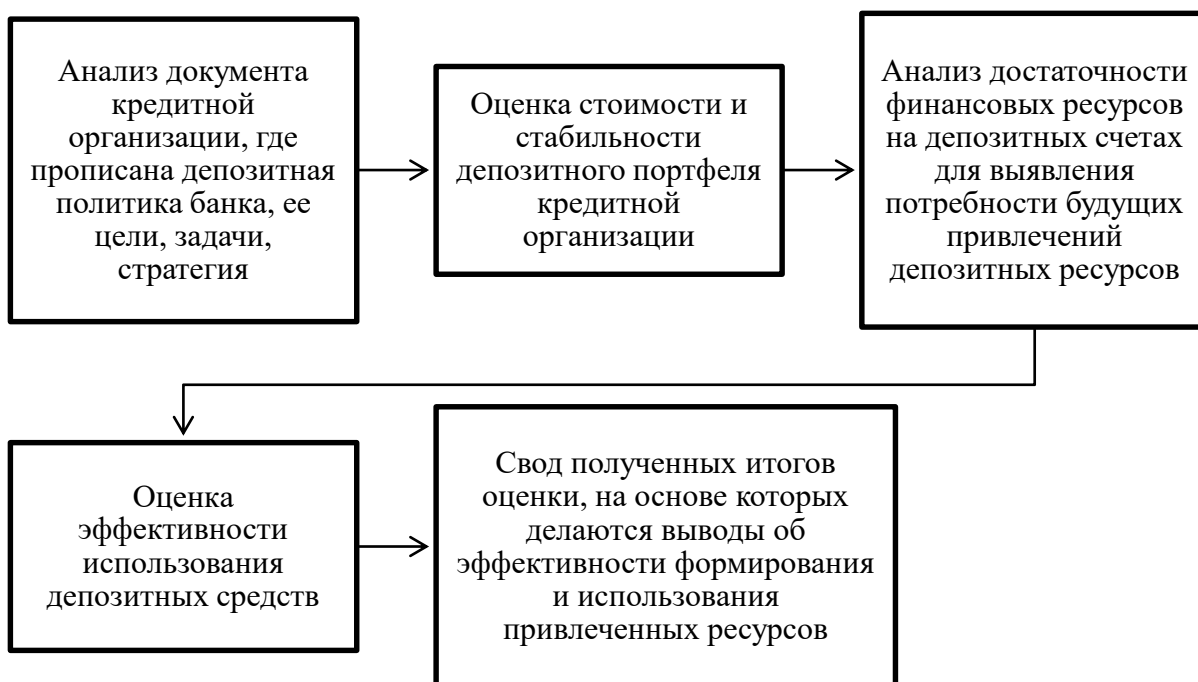 Анализ документа
кредитной
организации, где
прописана депозитная
политика банка, ее
цели, задачи,
стратегия
Оценка стоимости и
стабильности
депозитного портфеля
кредитной
организации
Анализ достаточности
финансовых ресурсов
на депозитных счетах
для выявления
потребности будущих
привлечений
депозитных ресурсов
Оценка
эффективности
использования
депозитных средств
Свод полученных итогов
оценки, на основе которых
делаются выводы об
эффективности формирования
и использования
привлеченных ресурсов